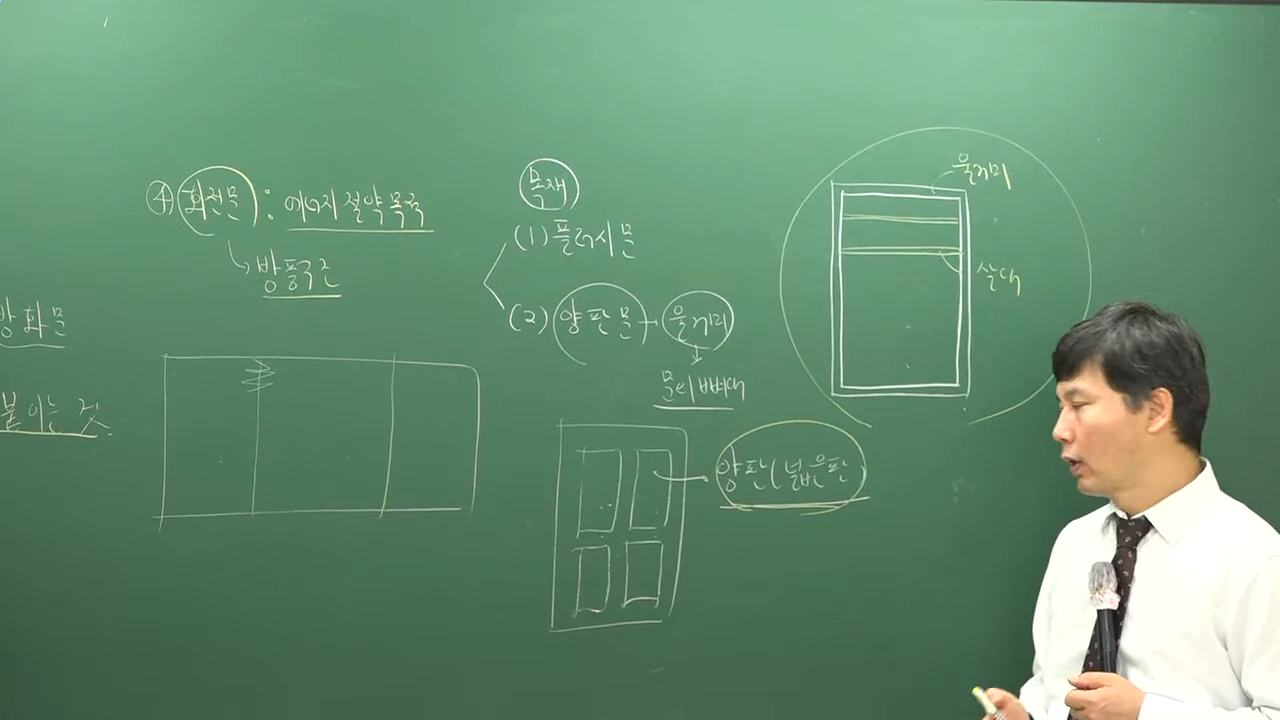 방화문
붙이는 것.
④ 회전문 : 에너지절약목적
↳ 방풍구조
목재
(1) 플러시문
(2) 양판문 → 울거미
↓
문의 뼈대
양판(넓은판)
울거미
살대